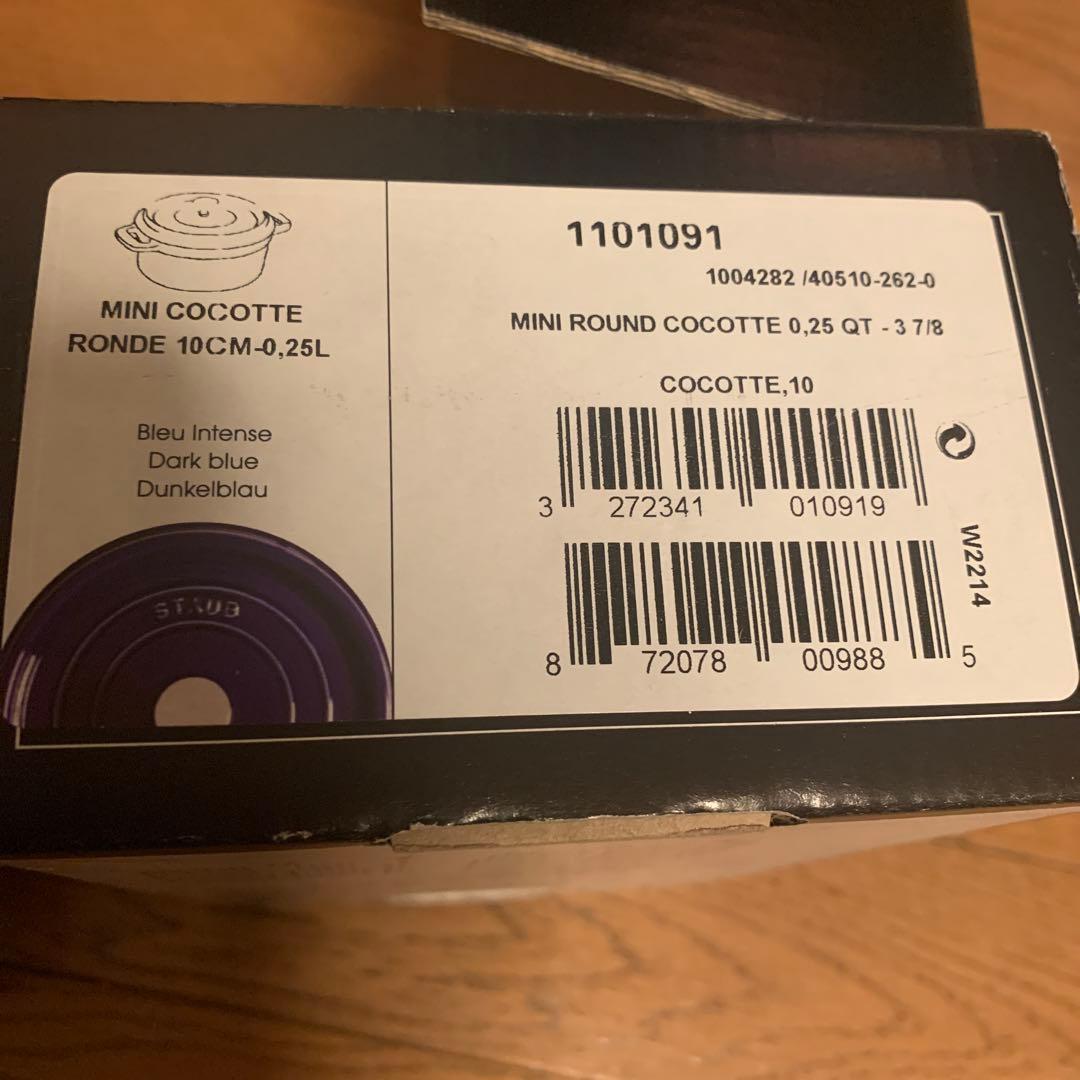 MINI COCOTTE
RONDE 10CM-0,25L
Bleu Intense
Dark blue
Dunkelblau
STAUB
1101091
1004282 /40510-262-0
MINI ROUND COCOTTE 0,25 QT - 3 7/8
COCOTTE,10
3 272341 010919
W2214
8 72078 00988 5